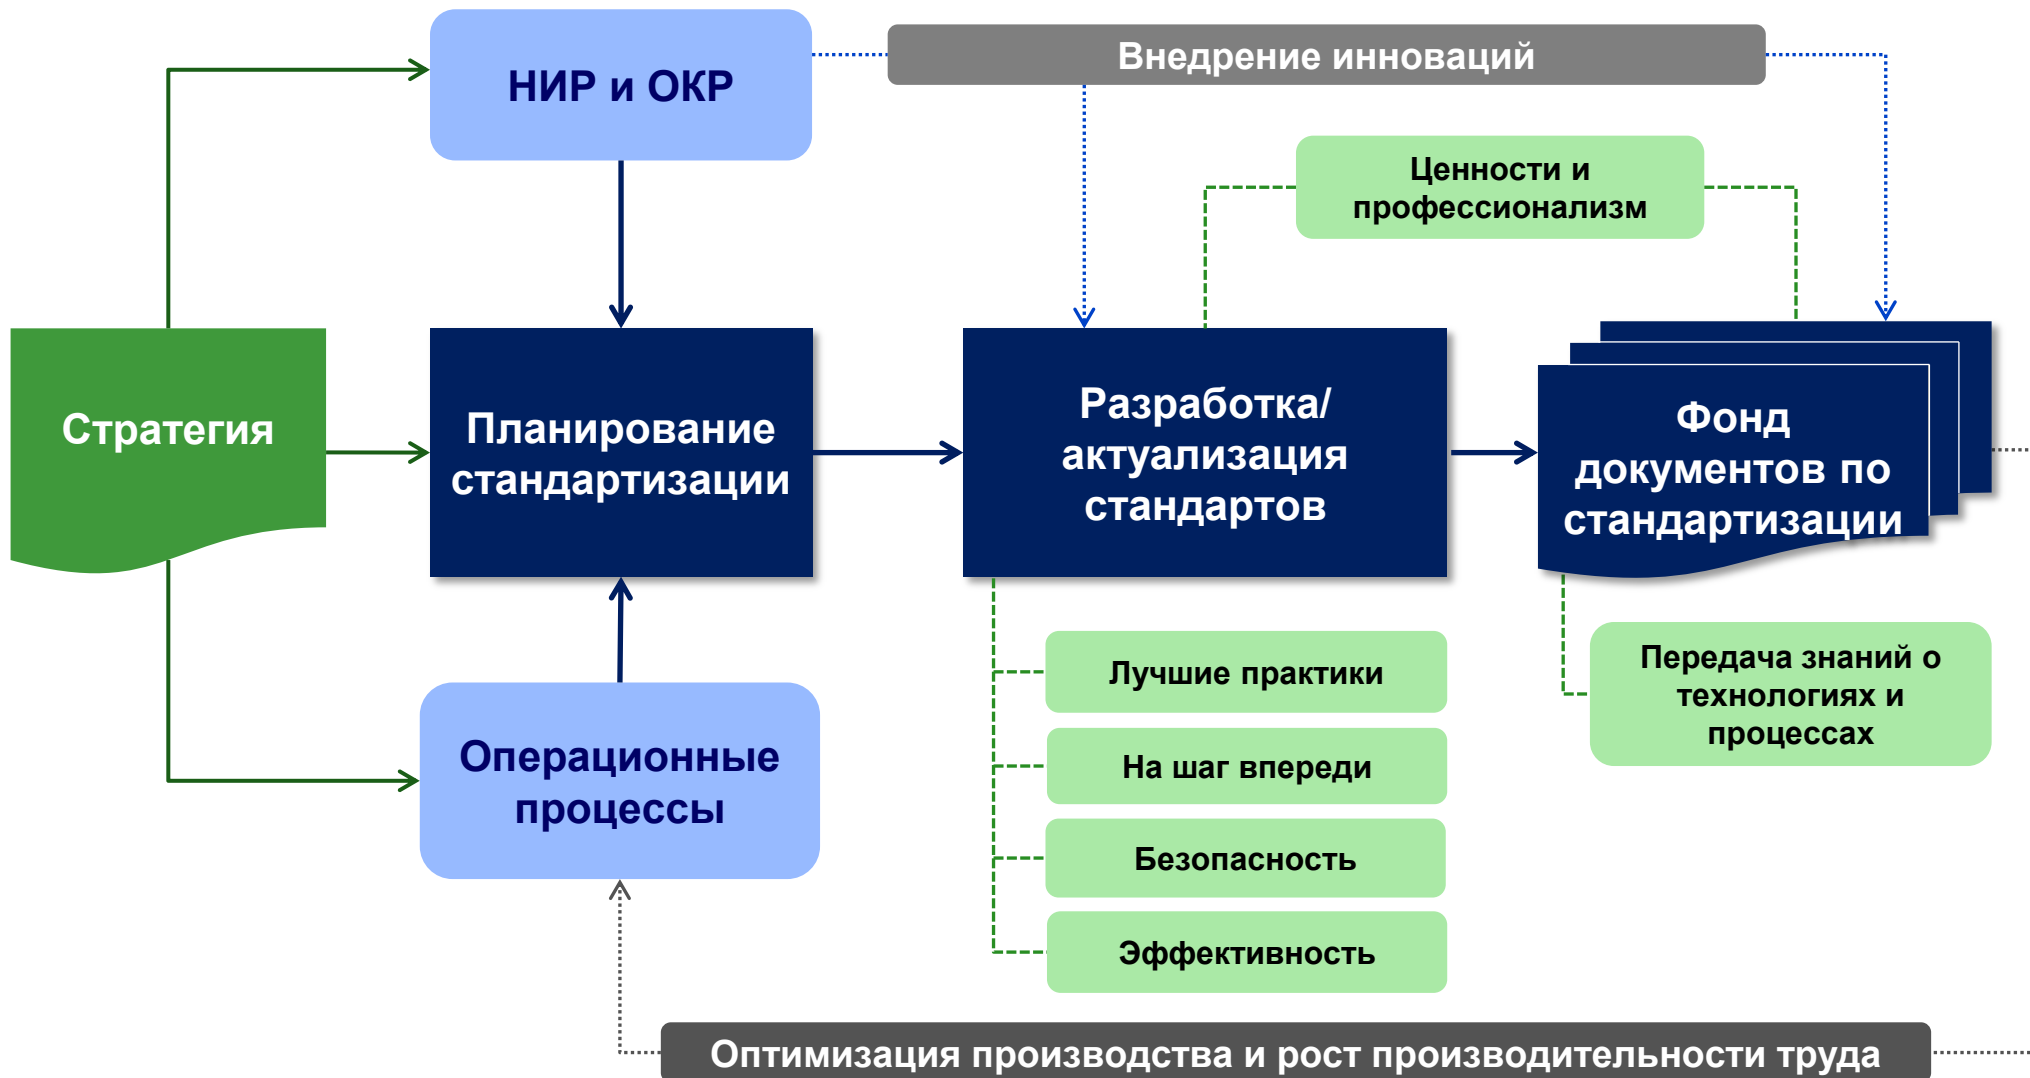 НИР и ОКР
Внедрение инноваций
Ценности и
профессионализм
Стратегия
Планирование
стандартизации
Разработка/
актуализация
стандартов
Фонд
документов по
стандартизации
Операционные
процессы
Лучшие практики
На шаг впереди
Безопасность
Эффективность
Передача знаний о
технологиях и
процессах
Оптимизация производства и рост производительности труда